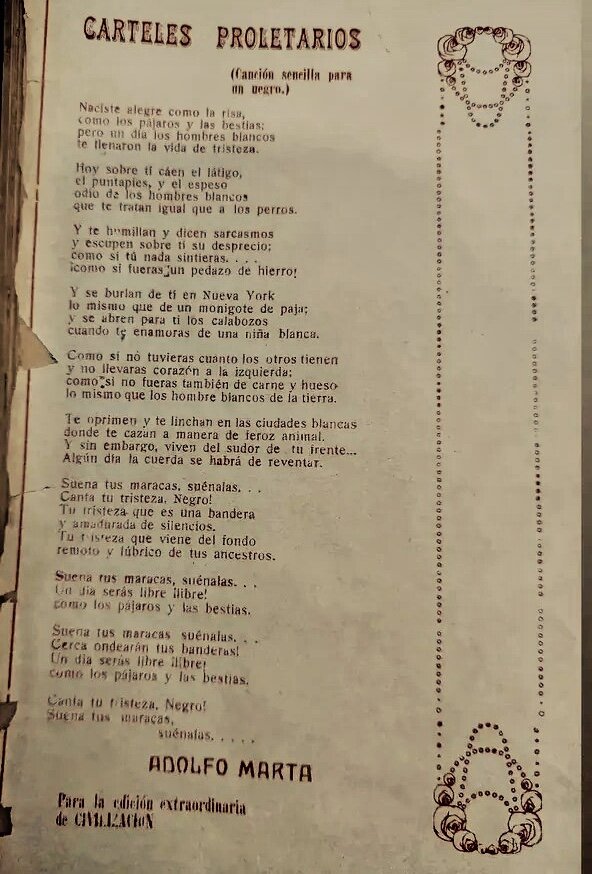 CARTELES PROLETARIOS
(Canción sencilla para
un negro.)
Naciste alegre como la risa,
como los pájaros y las bestias;
pero un día los hombres blancos
te llenaron la vida de tristeza.
Hoy sobre tí cáen el látigo,
el puntapies, y el espeso
odio de los hombres blancos
que te tratan igual que a los perros.
Y te humillan y dicen sarcasmos
y escupen sobre ti su desprecio;
como si tú nada sintieras. . . .
¡como si fueras un pedazo de hierro!
Y se burlan de tí en Nueva York
lo mismo que de un monigote de paja;
y se abren para tí los calabozos
cuando te enamoras de una niña blanca.
Como si nó tuvieras cuanto los otros tienen
y no llevaras corazón a la izquierda;
como si no fueras también de carne y hueso
lo mismo que los hombre blancos de la tierra.
Te oprimen y te linchan en las ciudades blancas
donde te cazan a manera de feroz animal.
Y sin embargo, viven del sudor de tu frente...
Algún día la cuerda se habrá de reventar.
Suena tus maracas, suénalas. . .
Canta tu tristeza, Negro!
Tu tristeza que es una bandera
y amadurada de silencios.
Tu tristeza que viene del fondo
remoto y lúbrico de tus ancestros.
Suena tus maracas, suénalas. . .
Un día serás libre ¡libre!
como los pájaros y las bestias.
Suena tus maracas suénalas. . .
Cerca ondearán tus banderas!
Un día serás libre ¡libre!
como los pájaros y las bestias.
Canta tu tristeza, Negro!
Suena tus maracas,
suénalas. . . . .
ADOLFO MARTA
Para la edición extraordinaria
de CIVILIZACION